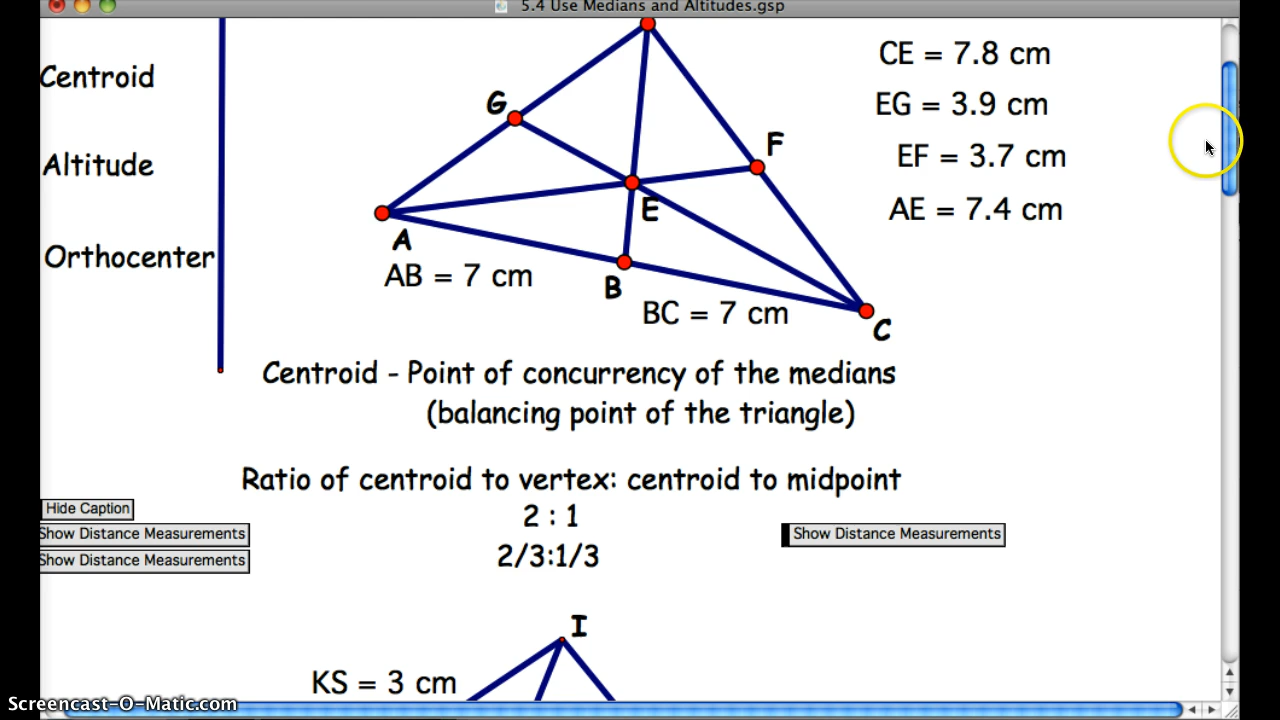 5.4 Use Medians and Altitudes.gsp
Centroid
Altitude
Orthocenter
G
F
E
A
B
C
CE = 7.8 cm
EG = 3.9 cm
EF = 3.7 cm
AE = 7.4 cm
AB = 7 cm
BC = 7 cm
Centroid - Point of concurrency of the medians
(balancing point of the triangle)
Ratio of centroid to vertex: centroid to midpoint
2 : 1
2/3:1/3
Hide Caption
Show Distance Measurements
Show Distance Measurements
Show Distance Measurements
I
KS = 3 cm
Screencast-O-Matic.com